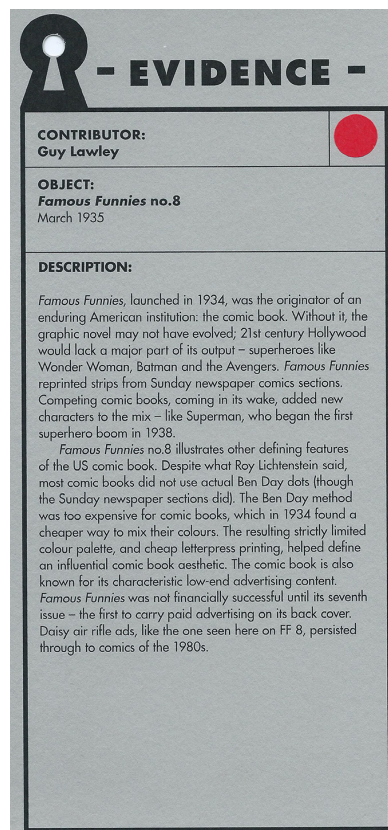 - EVIDENCE -
CONTRIBUTOR:
Guy Lawley
OBJECT:
Famous Funnies no.8
March 1935
DESCRIPTION:
Famous Funnies, launched in 1934, was the originator of an
enduring American institution: the comic book. Without it, the
graphic novel may not have evolved; 21st century Hollywood
would lack a major part of its output – superheroes like
Wonder Woman, Batman and the Avengers. Famous Funnies
reprinted strips from Sunday newspaper comics sections.
Competing comic books, coming in its wake, added new
characters to the mix – like Superman, who began the first
superhero boom in 1938.
Famous Funnies no.8 illustrates other defining features
of the US comic book. Despite what Roy Lichtenstein said,
most comic books did not use actual Ben Day dots (though
the Sunday newspaper sections did). The Ben Day method
was too expensive for comic books, which in 1934 found a
cheaper way to mix their colours. The resulting strictly limited
colour palette, and cheap letterpress printing, helped define
an influential comic book aesthetic. The comic book is also
known for its characteristic low-end advertising content.
Famous Funnies was not financially successful until its seventh
issue – the first to carry paid advertising on its back cover.
Daisy air rifle ads, like the one seen here on FF 8, persisted
through to comics of the 1980s.